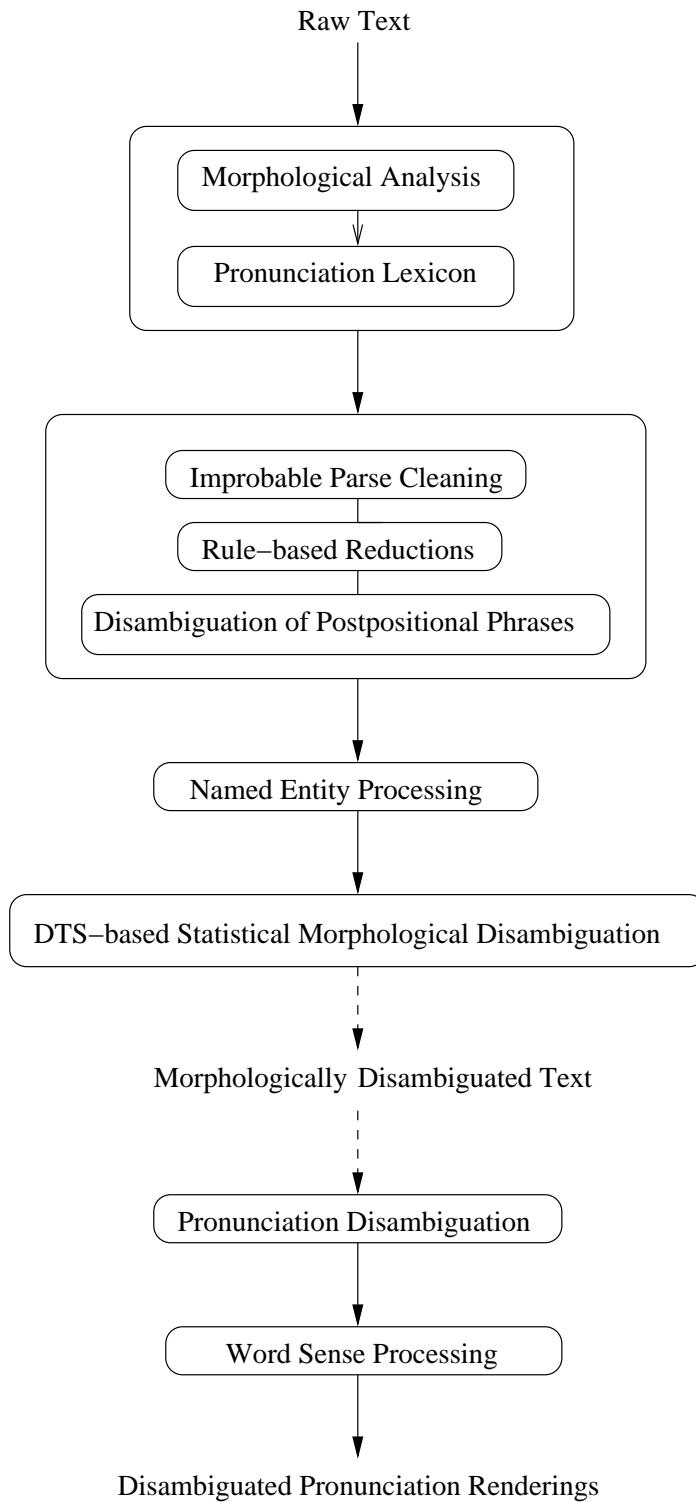 Raw Text
Morphological Analysis
Pronunciation Lexicon
Improbable Parse Cleaning
Rule−based Reductions
Disambiguation of Postpositional Phrases
Named Entity Processing
DTS−based Statistical Morphological Disambiguation
Morphologically Disambiguated Text
Pronunciation Disambiguation
Word Sense Processing
Disambiguated Pronunciation Renderings